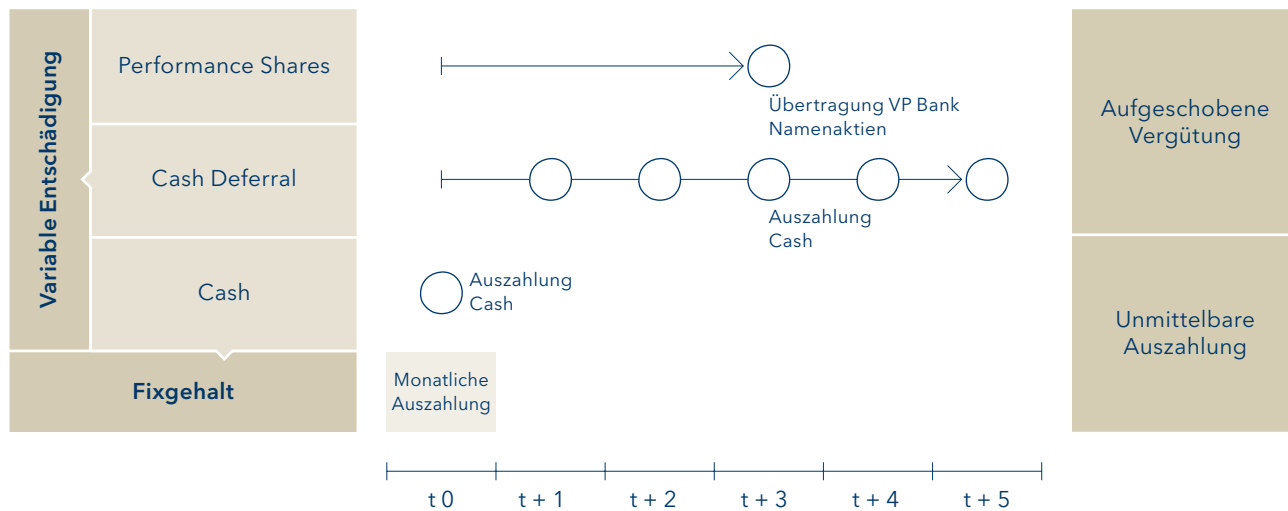 Variable Entschädigung
Performance Shares
Übertragung VP Bank
Namenaktien
Aufgeschobene
Vergütung
Cash Deferral
Auszahlung
Cash
Cash
Auszahlung
Cash
Unmittelbare
Auszahlung
Fixgehalt
Monatliche
Auszahlung
t 0
t + 1
t + 2
t + 3
t + 4
t + 5